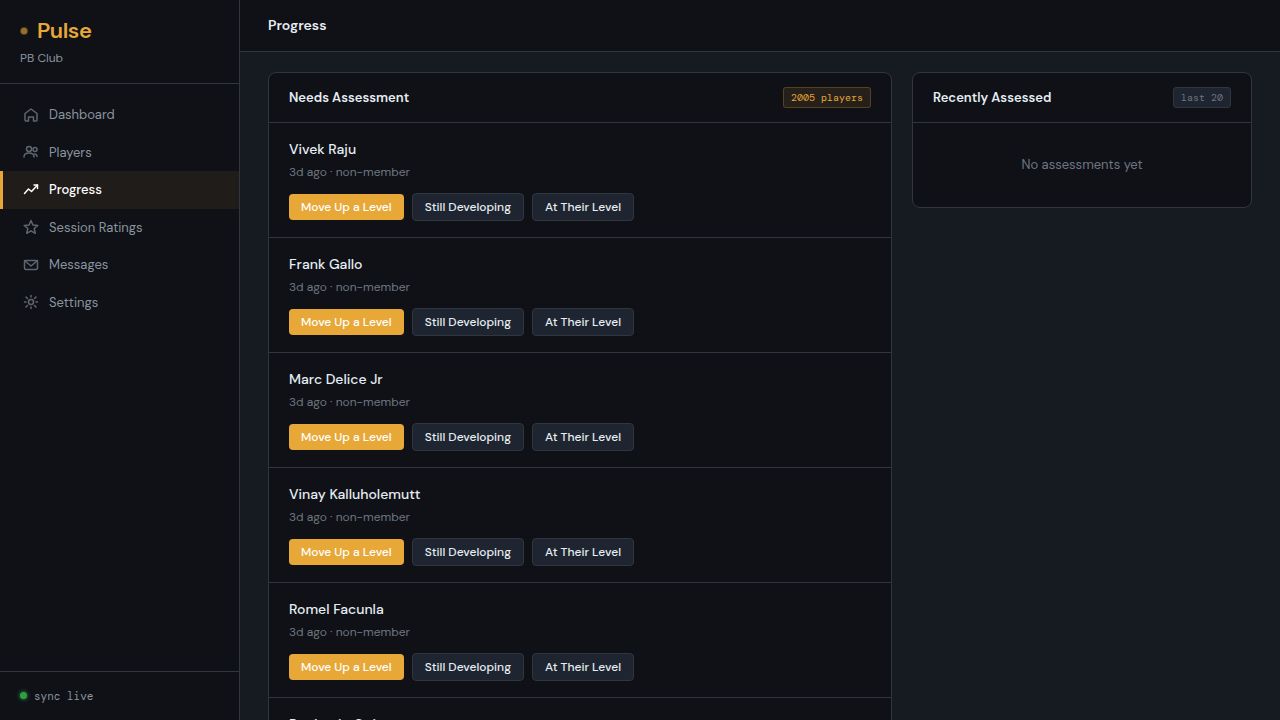 Pulse
PB Club
Dashboard
Players
Progress
Session Ratings
Messages
Settings
sync live
Progress
Needs Assessment
2005 players
Vivek Raju
3d ago · non-member
Move Up a Level Still Developing At Their Level
Frank Gallo
3d ago · non-member
Move Up a Level Still Developing At Their Level
Marc Delice Jr
3d ago · non-member
Move Up a Level Still Developing At Their Level
Vinay Kalluholemutt
3d ago · non-member
Move Up a Level Still Developing At Their Level
Romel Facunla
3d ago · non-member
Move Up a Level Still Developing At Their Level
Recently Assessed
last 20
No assessments yet